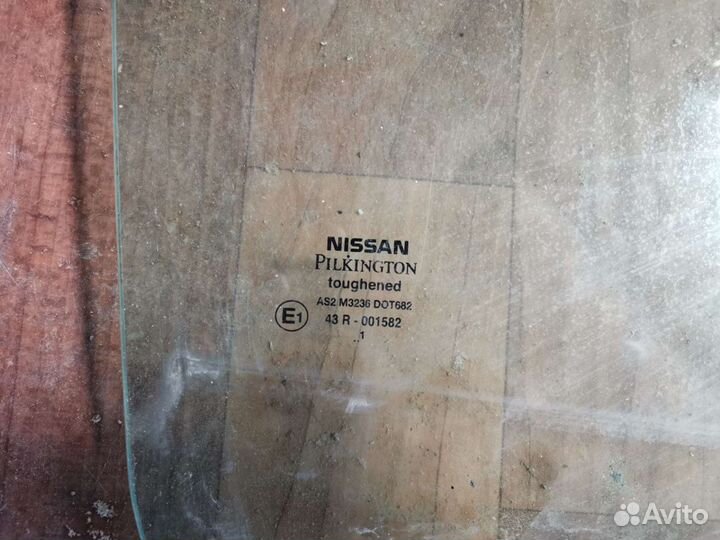 NISSAN
PILKINGTON
toughened
AS2 M3236 DOT682
E1
43 R - 001582
..1
Avito